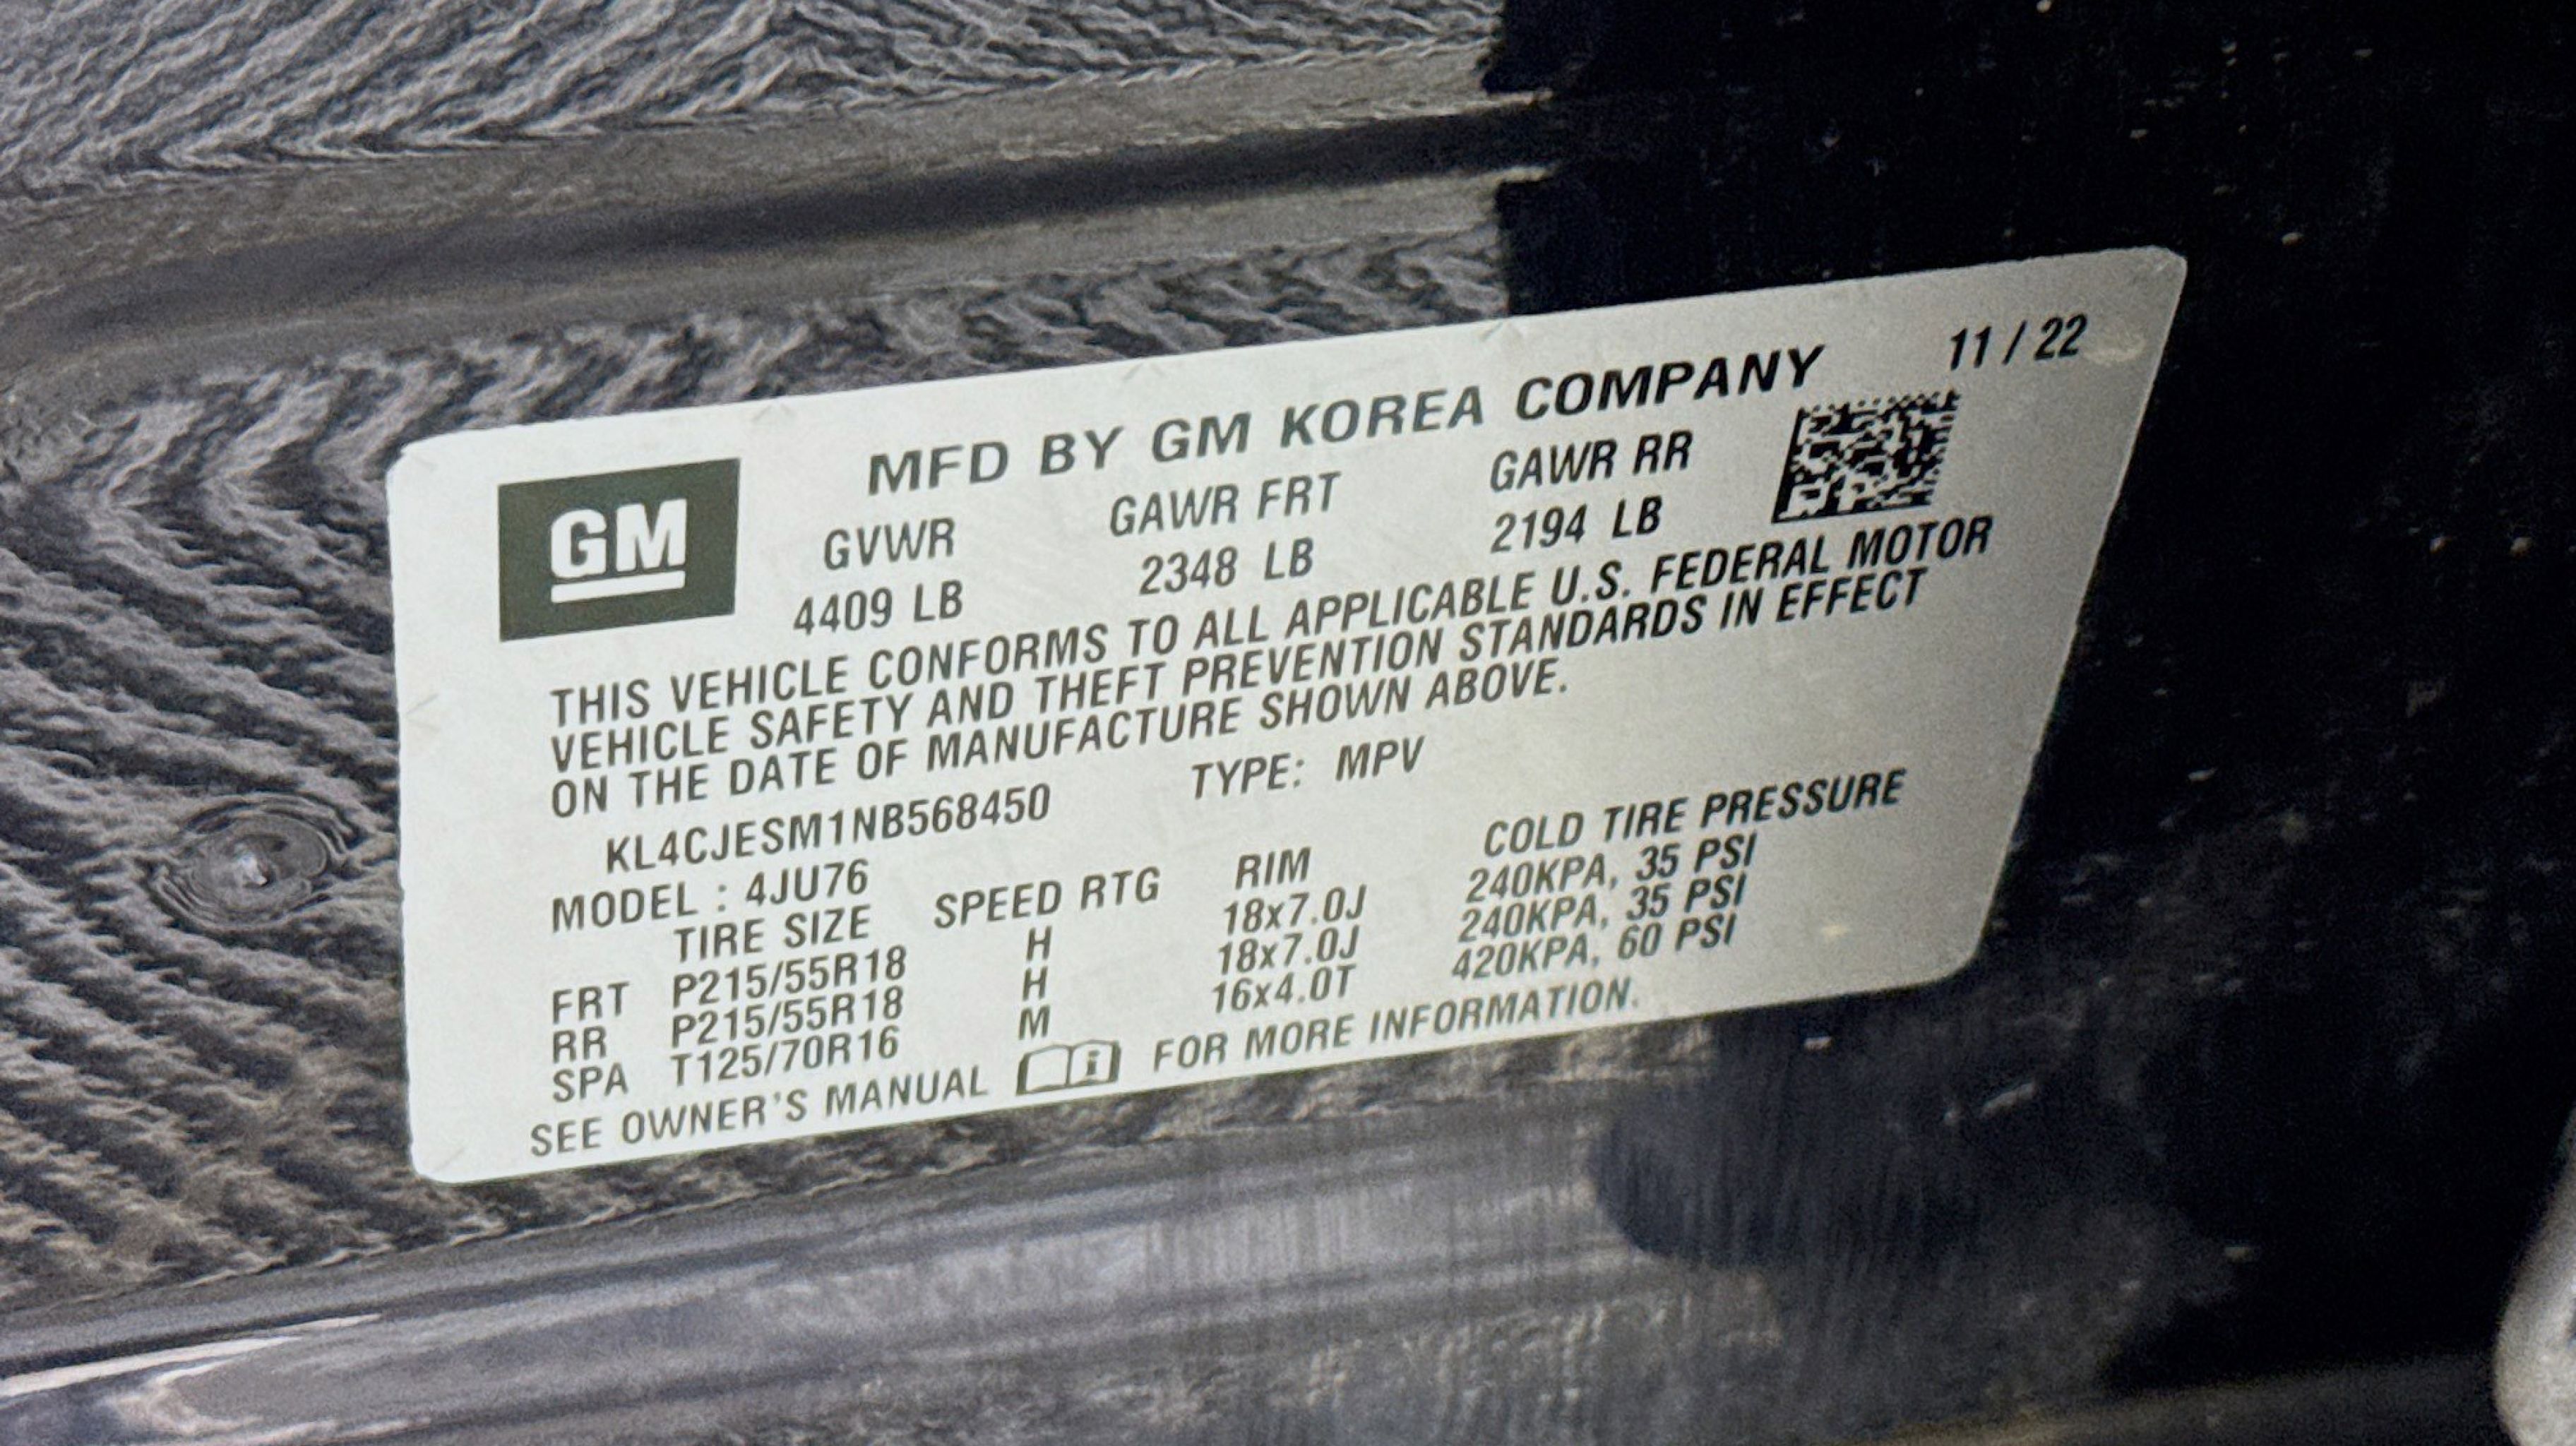 MFD BY GM KOREA COMPANY 11 / 22
GM
GVWR GAWR FRT GAWR RR
4409 LB 2348 LB 2194 LB
THIS VEHICLE CONFORMS TO ALL APPLICABLE U.S. FEDERAL MOTOR
VEHICLE SAFETY AND THEFT PREVENTION STANDARDS IN EFFECT
ON THE DATE OF MANUFACTURE SHOWN ABOVE.
KL4CJESM1NB568450 TYPE: MPV
MODEL : 4JU76
TIRE SIZE SPEED RTG RIM COLD TIRE PRESSURE
FRT P215/55R18 H 18x7.0J 240KPA, 35 PSI
RR P215/55R18 H 18x7.0J 240KPA, 35 PSI
SPA T125/70R16 M 16x4.0T 420KPA, 60 PSI
SEE OWNER'S MANUAL i FOR MORE INFORMATION.